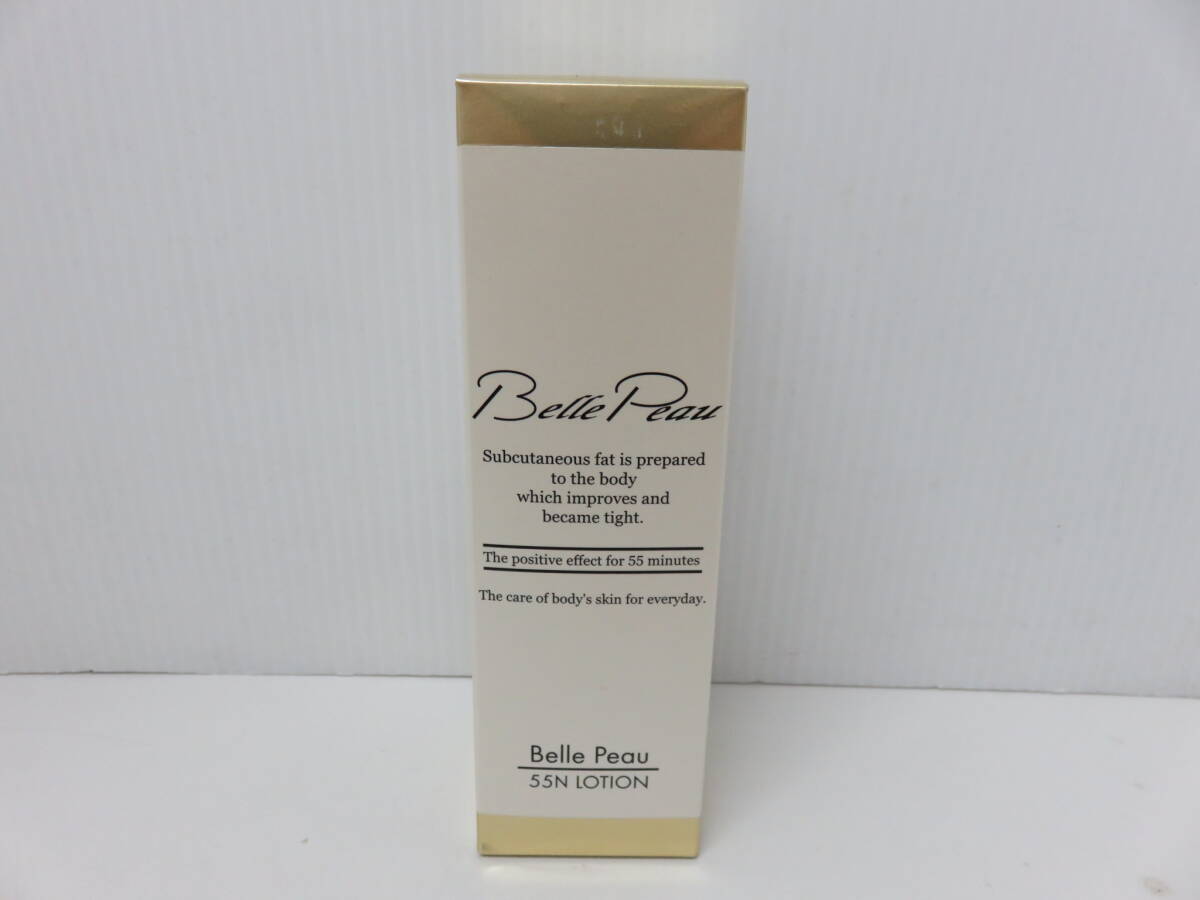 Belle Peau
Subcutaneous fat is prepared
to the body
which improves and
became tight.
The positive effect for 55 minutes
The care of body's skin for everyday.
Belle Peau
55N LOTION